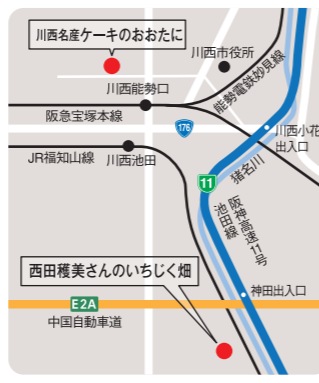 川西名産ケーキのおおたに
川西市役所
能勢電鉄妙見線
川西能勢口
阪急宝塚本線
176
川西小花
出入口
JR福知山線
川西池田
猪名川
11
阪神高速11号
池田線
西田穫美さんのいちじく畑
神田出入口
E2A
中国自動車道